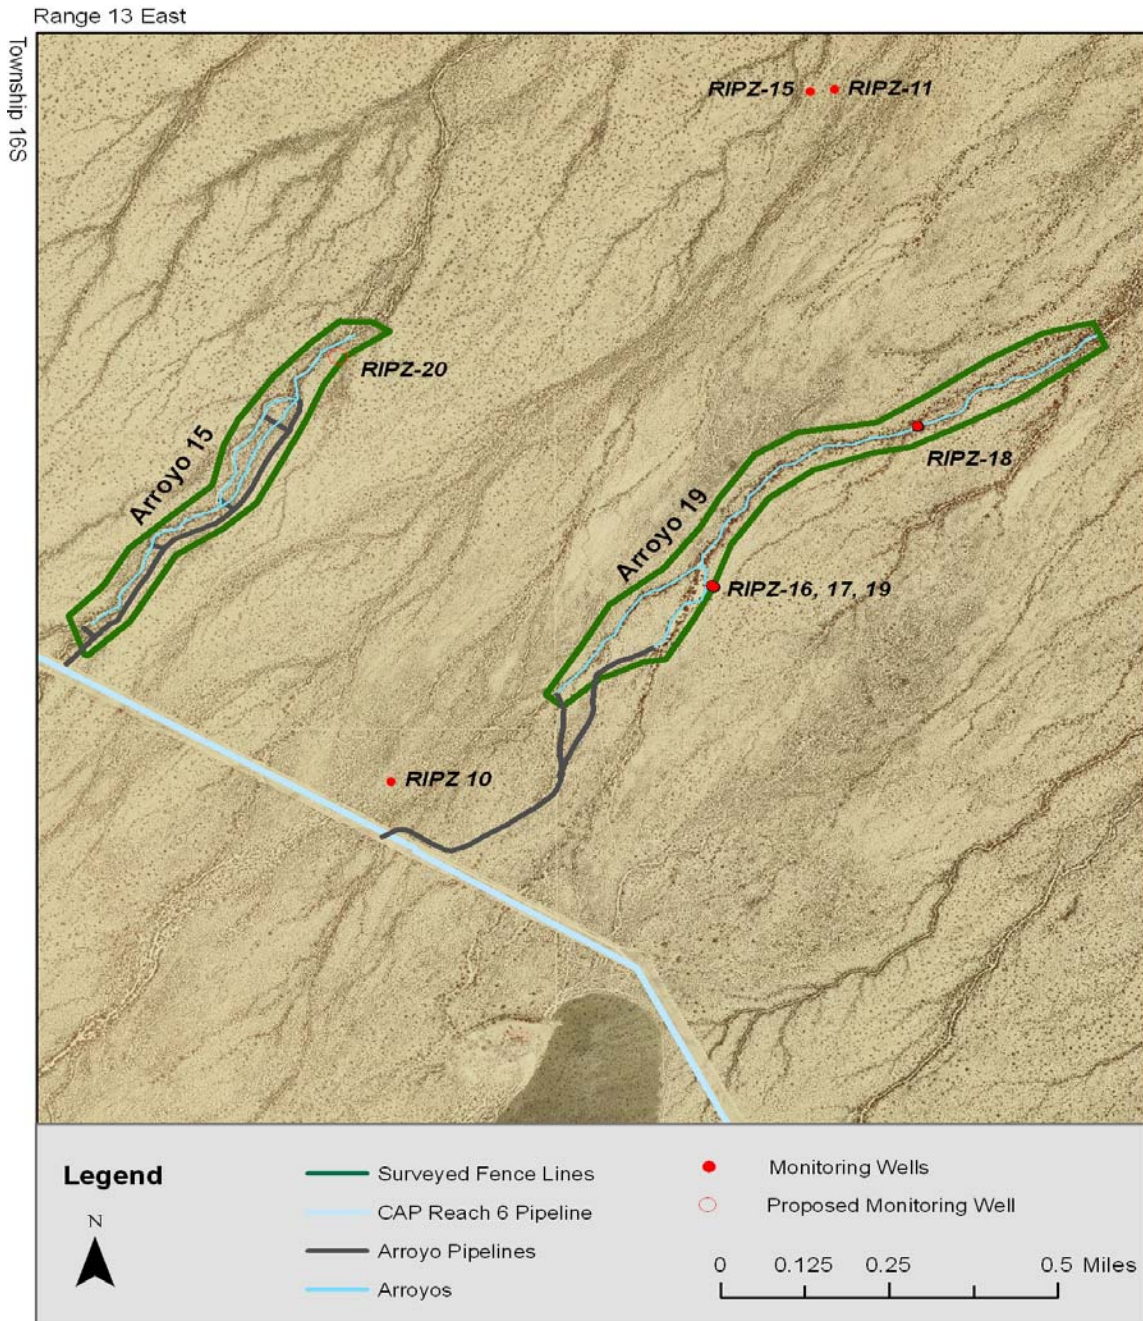 Range 13 East
Township 16S
RIPZ-15
RIPZ-11
RIPZ-20
Arroyo 15
RIPZ-18
Arroyo 19
RIPZ-16, 17, 19
RIPZ 10
Legend
N
Surveyed Fence Lines
CAP Reach 6 Pipeline
Arroyo Pipelines
Arroyos
Monitoring Wells
Proposed Monitoring Well
0 0.125 0.25 0.5 Miles